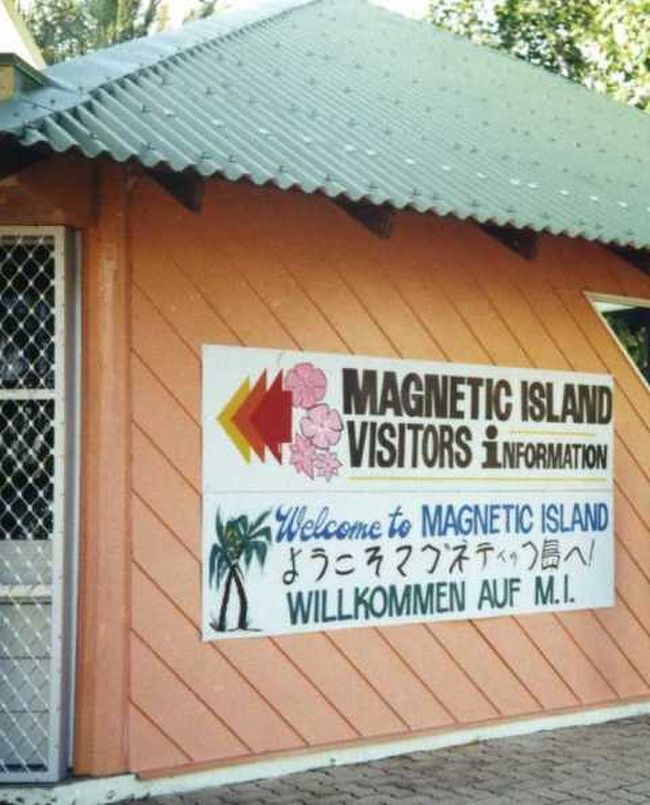 MAGNETIC ISLAND
VISITORS iNFORMATION
Welcome to MAGNETIC ISLAND
ようこそマグネティック島へ!
WILLKOMMEN AUF M.I.